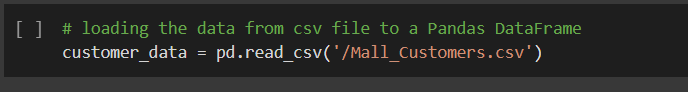 [ ] # loading the data from csv file to a Pandas DataFrame
customer_data = pd.read_csv('/Mall_Customers.csv')